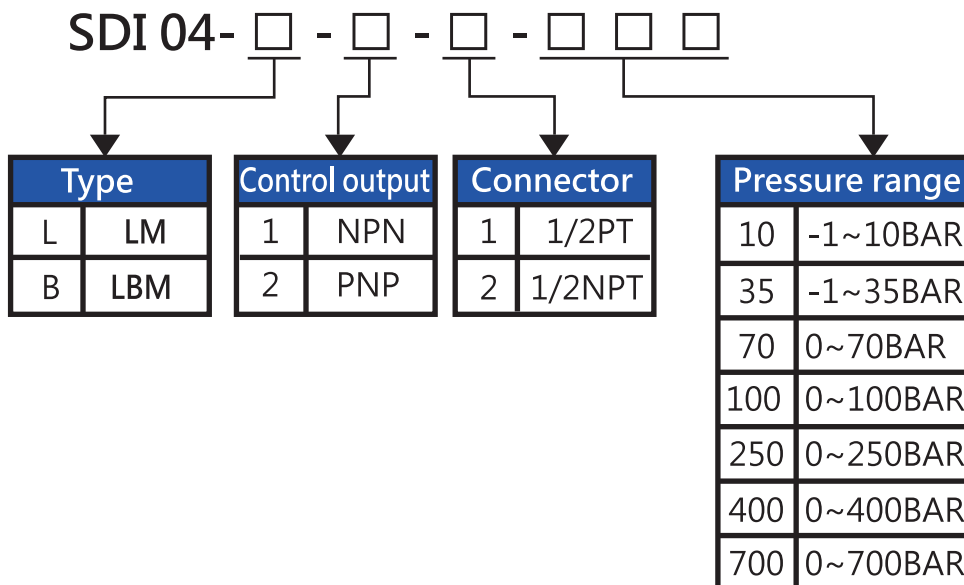 SDI 04- □ - □ - □ - □ □ □
Type
L LM
B LBM
Control output
1 NPN
2 PNP
Connector
1 1/2PT
2 1/2NPT
Pressure range
10 -1~10BAR
35 -1~35BAR
70 0~70BAR
100 0~100BAR
250 0~250BAR
400 0~400BAR
700 0~700BAR